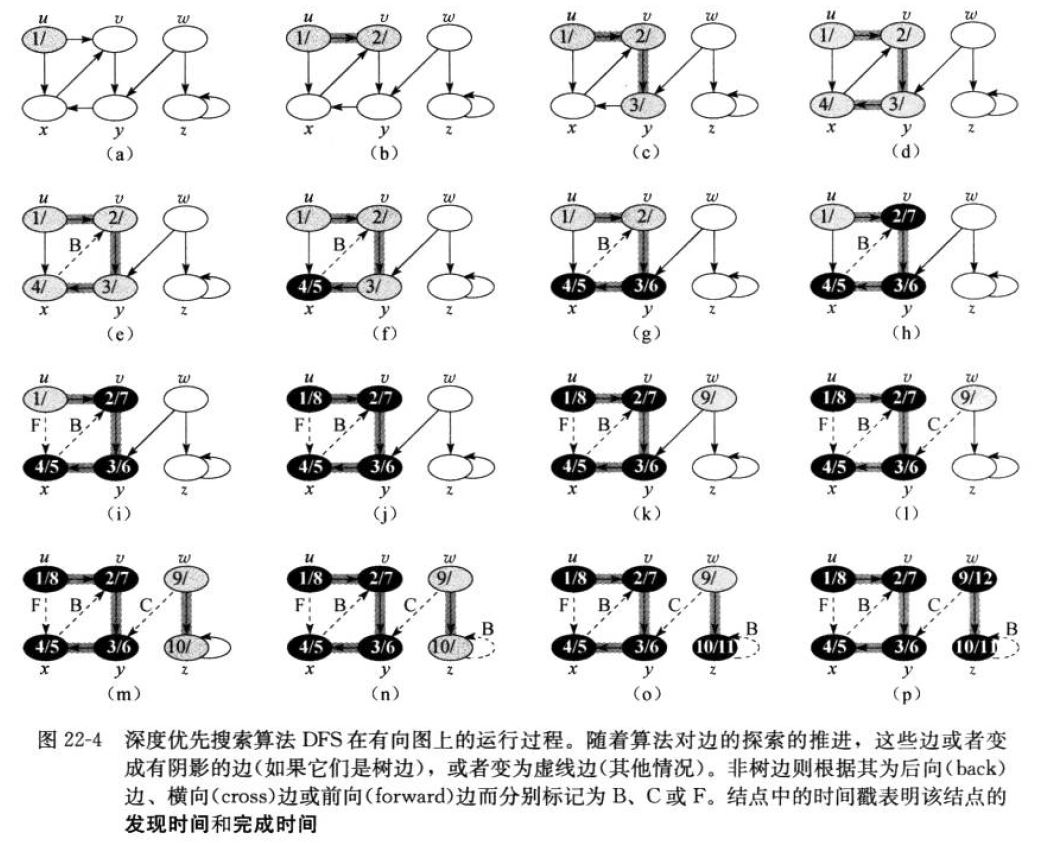 u v w u v w u v w u v w
1/ 1/ 2/ 1/ 2/ 1/ 2/
3/ 4/ 3/
x y z x y z x y z x y z
(a) (b) (c) (d)
u v w u v w u v w u v w
1/ 2/ 1/ 2/ 1/ 2/ 1/ 2/7
B B B B
4/ 3/ 4/5 3/ 4/5 3/6 4/5 3/6
x y z x y z x y z x y z
(e) (f) (g) (h)
u v w u v w u v w u v w
1/ 2/7 1/8 2/7 1/8 2/7 9/ 1/8 2/7 9/
F B F B F B F B C
4/5 3/6 4/5 3/6 4/5 3/6 4/5 3/6
x y z x y z x y z x y z
(i) (j) (k) (l)
u v w u v w u v w u v w
1/8 2/7 9/ 1/8 2/7 9/ 1/8 2/7 9/ 1/8 2/7 9/12
F B C F B C B F B C B F B C B
4/5 3/6 10/ 4/5 3/6 10/ 4/5 3/6 10/11 4/5 3/6 10/11
x y z x y z x y z x y z
(m) (n) (o) (p)
图 22-4 深度优先搜索算法 DFS 在有向图上的运行过程。随着算法对边的探索的推进，这些边或者变
成有阴影的边(如果它们是树边)，或者变为虚线边(其他情况)。非树边则根据其为后向(back)
边、横向(cross)边或前向(forward)边而分别标记为 B、C 或 F。结点中的时间戳表明该结点的
发现时间和完成时间